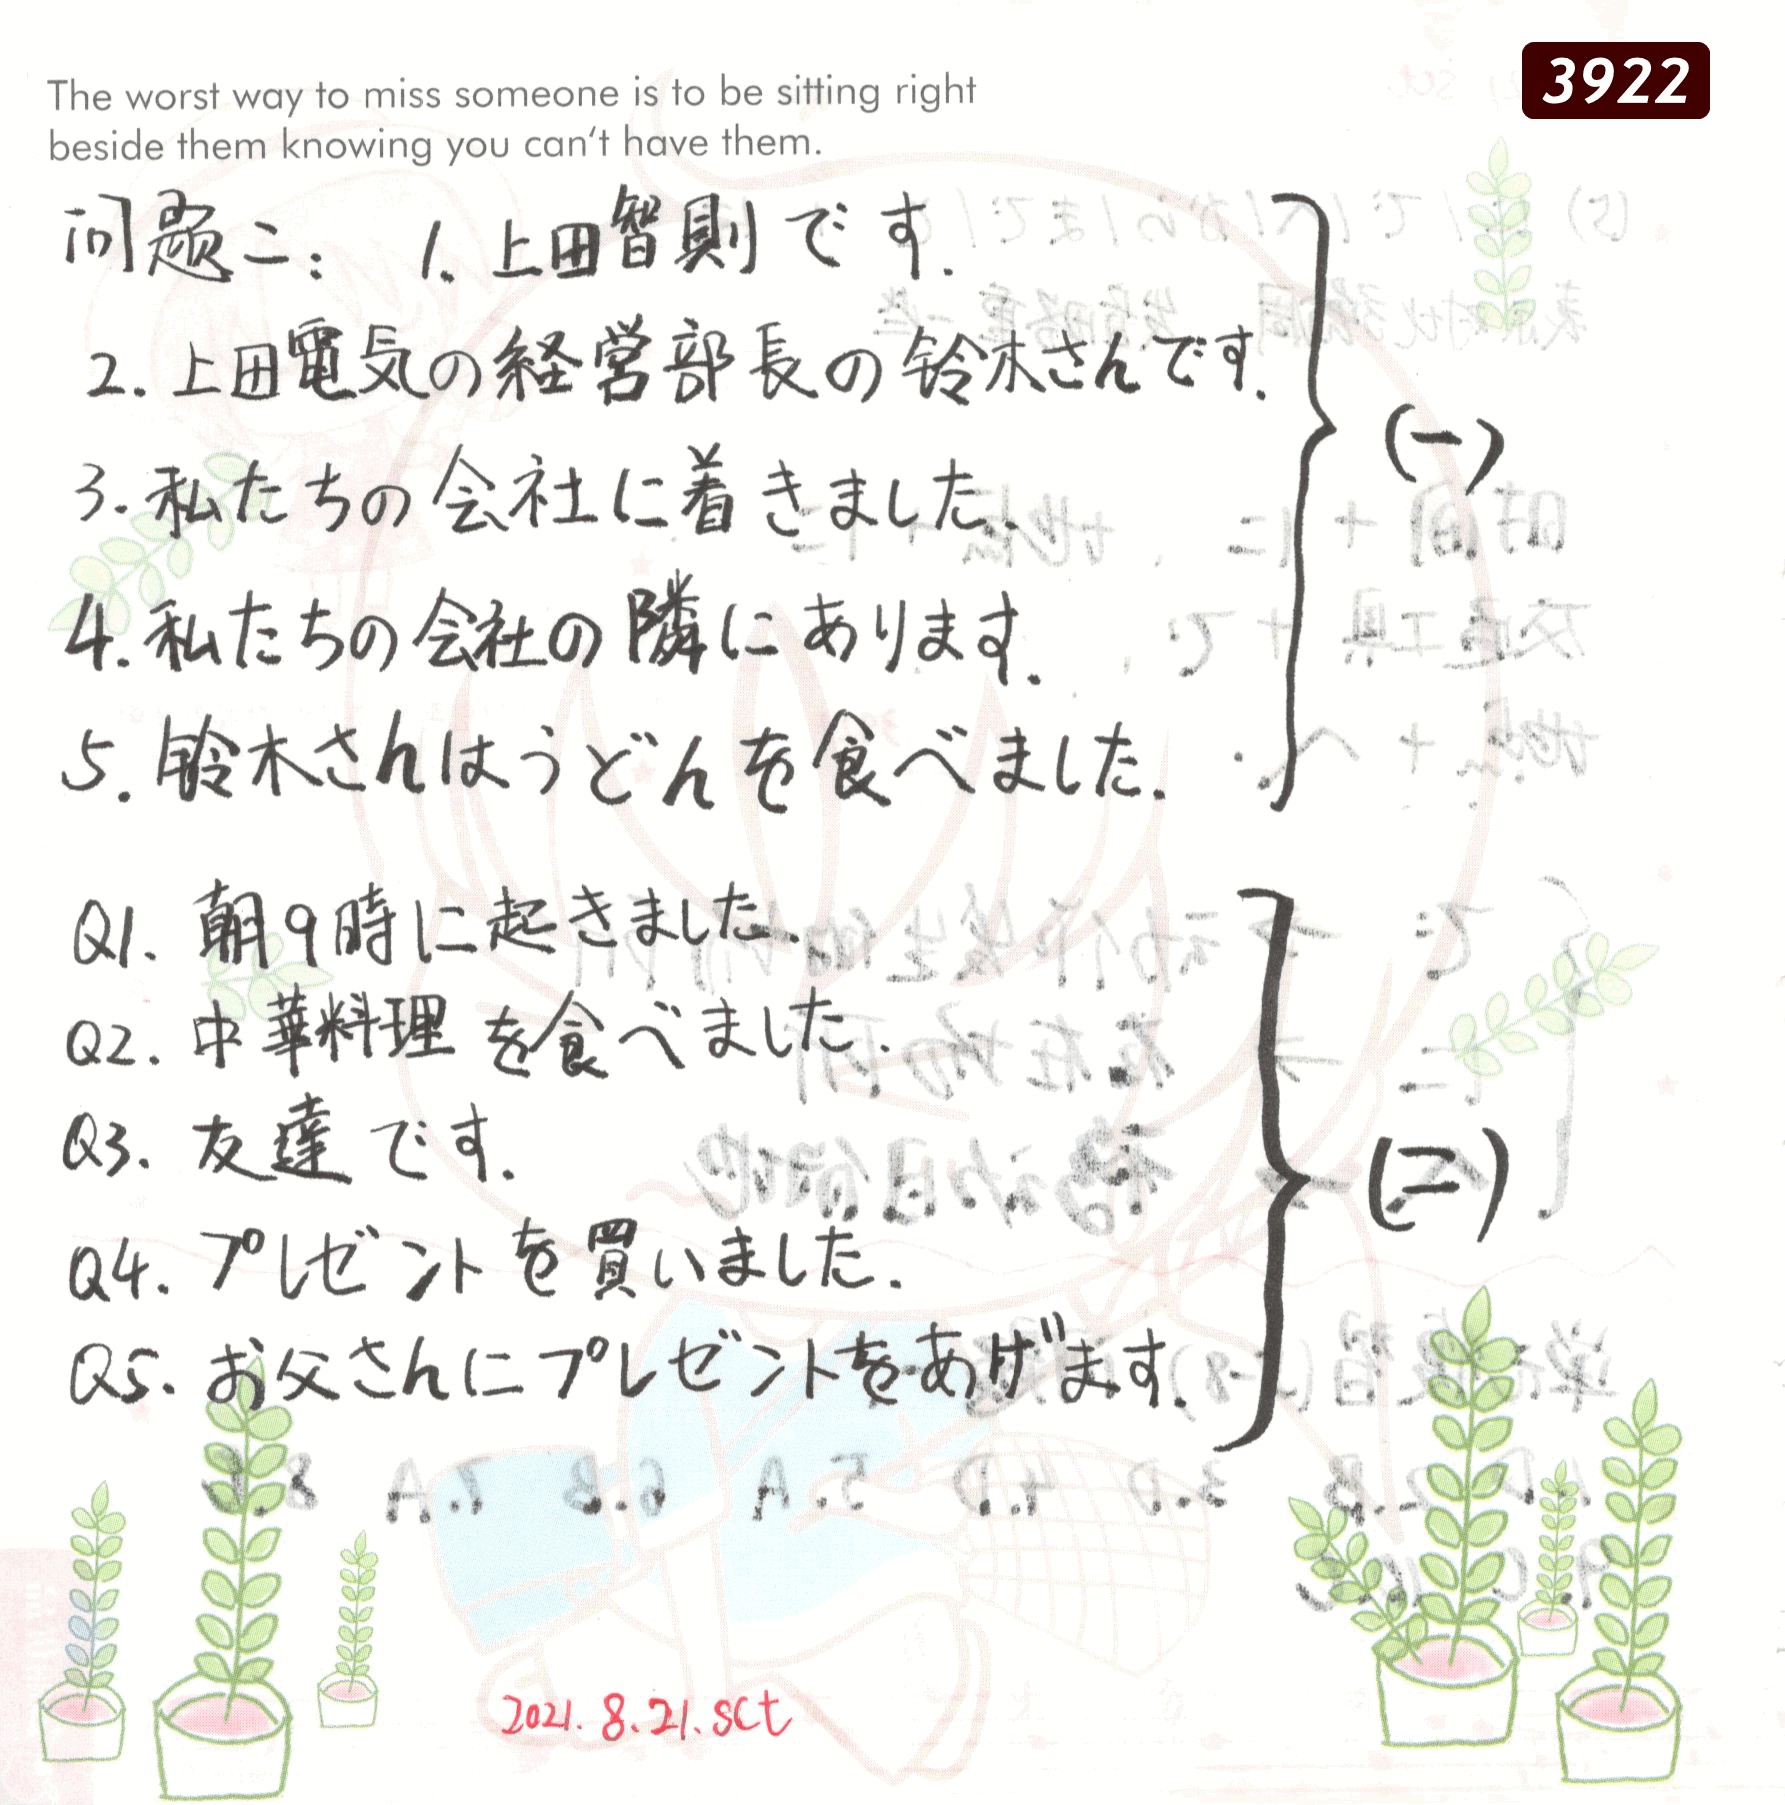 3922
The worst way to miss someone is to be sitting right
beside them knowing you can't have them.
问题二: 1. 上田智則です.
2. 上田電気の経営部長の铃木さんです.
3. 私たちの会社に着きました.
4. 私たちの会社の隣にあります.
5. 铃木さんはうどんを食べました.
(一)
Q1. 朝9時に起きました.
Q2. 中華料理を食べました.
Q3. 友達です.
Q4. プレゼントを買いました.
Q5. お父さんにプレゼントをあげます.
(二)
2021. 8. 21. sat